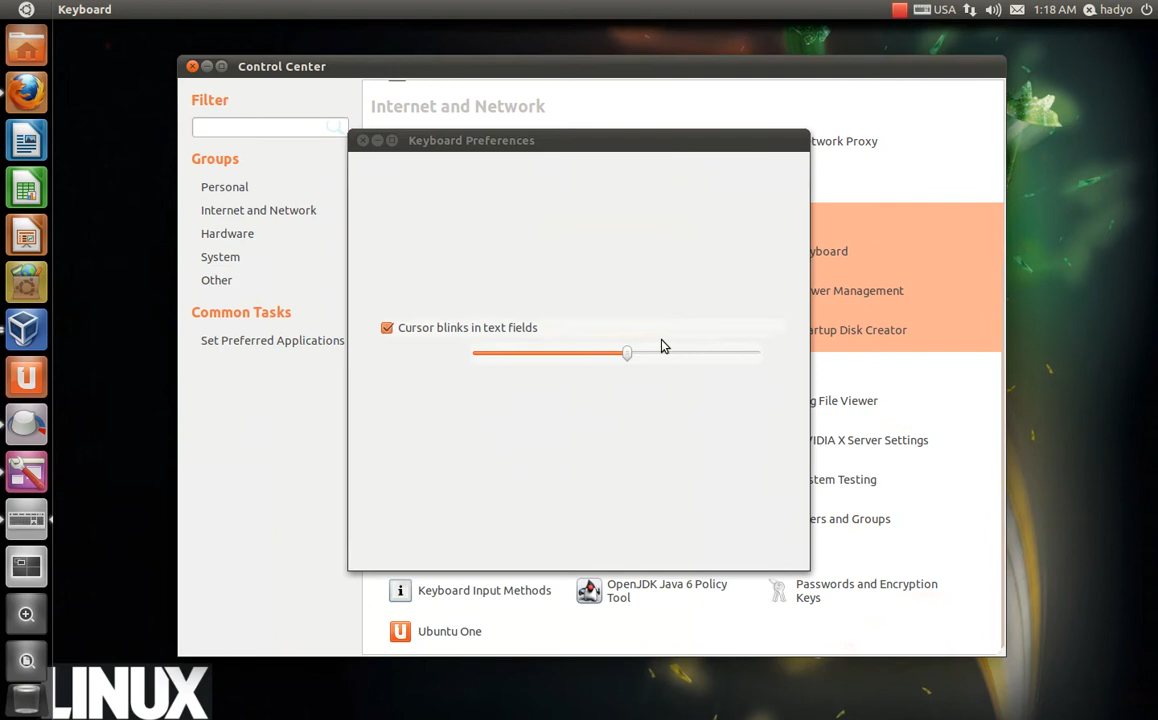 Keyboard
USA
1:18 AM
hadyo
Control Center
Filter
Internet and Network
Groups
Personal
Internet and Network
Hardware
System
Other
Common Tasks
Set Preferred Applications
Keyboard Preferences
Cursor blinks in text fields
twork Proxy
yboard
wer Management
artup Disk Creator
g File Viewer
VIDIA X Server Settings
stem Testing
ers and Groups
Keyboard Input Methods
OpenJDK Java 6 Policy
Tool
Passwords and Encryption
Keys
Ubuntu One
LINUX